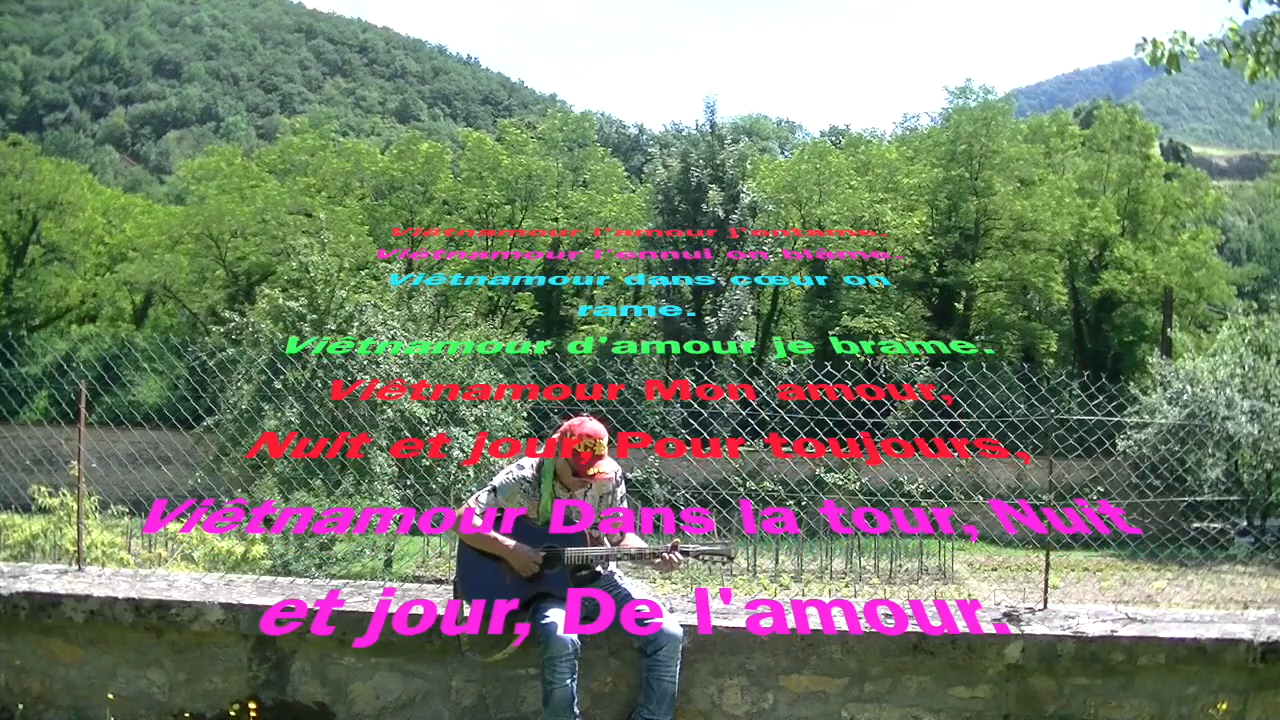 Viêtnamour l'amour j'entame.
Viêtnamour l'ennui on blâme.
Viêtnamour dans cœur on
rame.
Viêtnamour d'amour je brame.
Viêtnamour Mon amour,
Nuit et jour Pour toujours,
Viêtnamour Dans la tour, Nuit
et jour, De l'amour.